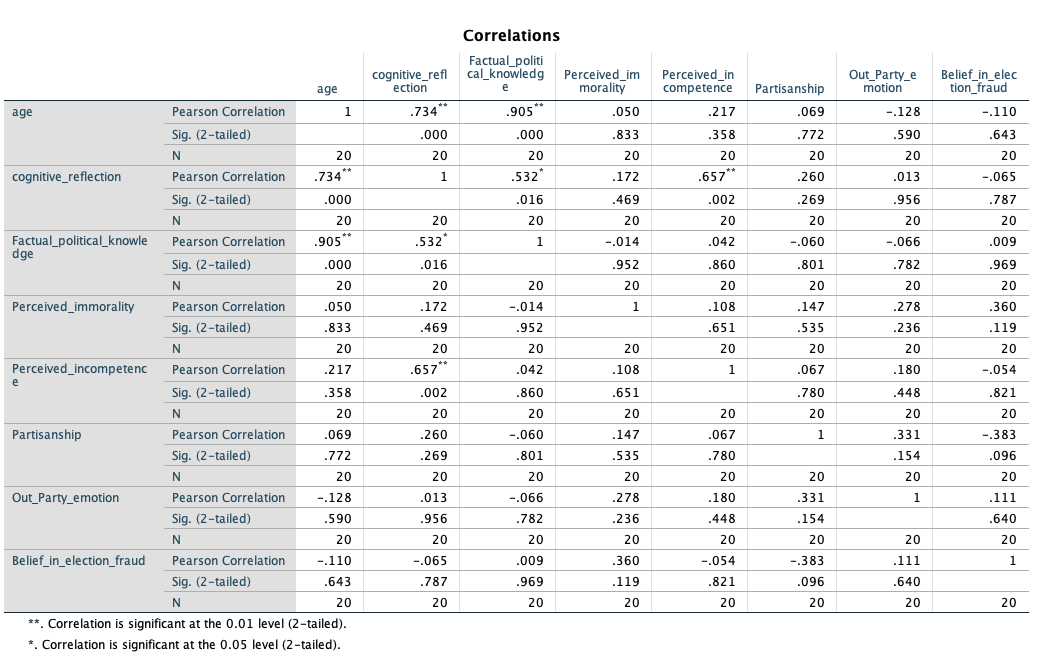 Correlations
age cognitive_refl ection Factual_politi cal_knowledg e Perceived_im morality Perceived_in competence Partisanship Out_Party_e motion Belief_in_elec tion_fraud
age Pearson Correlation 1 .734** .905** .050 .217 .069 −.128 −.110
Sig. (2-tailed) .000 .000 .833 .358 .772 .590 .643
N 20 20 20 20 20 20 20 20
cognitive_reflection Pearson Correlation .734** 1 .532* .172 .657** .260 .013 −.065
Sig. (2-tailed) .000 .016 .469 .002 .269 .956 .787
N 20 20 20 20 20 20 20 20
Factual_political_knowle dge Pearson Correlation .905** .532* 1 −.014 .042 −.060 −.066 .009
Sig. (2-tailed) .000 .016 .952 .860 .801 .782 .969
N 20 20 20 20 20 20 20 20
Perceived_immorality Pearson Correlation .050 .172 −.014 1 .108 .147 .278 .360
Sig. (2-tailed) .833 .469 .952 .651 .535 .236 .119
N 20 20 20 20 20 20 20 20
Perceived_incompetenc e Pearson Correlation .217 .657** .042 .108 1 .067 .180 −.054
Sig. (2-tailed) .358 .002 .860 .651 .780 .448 .821
N 20 20 20 20 20 20 20 20
Partisanship Pearson Correlation .069 .260 −.060 .147 .067 1 .331 −.383
Sig. (2-tailed) .772 .269 .801 .535 .780 .154 .096
N 20 20 20 20 20 20 20 20
Out_Party_emotion Pearson Correlation −.128 .013 −.066 .278 .180 .331 1 .111
Sig. (2-tailed) .590 .956 .782 .236 .448 .154 .640
N 20 20 20 20 20 20 20 20
Belief_in_election_fraud Pearson Correlation −.110 −.065 .009 .360 −.054 −.383 .111 1
Sig. (2-tailed) .643 .787 .969 .119 .821 .096 .640
N 20 20 20 20 20 20 20 20
**. Correlation is significant at the 0.01 level (2-tailed).
*. Correlation is significant at the 0.05 level (2-tailed).